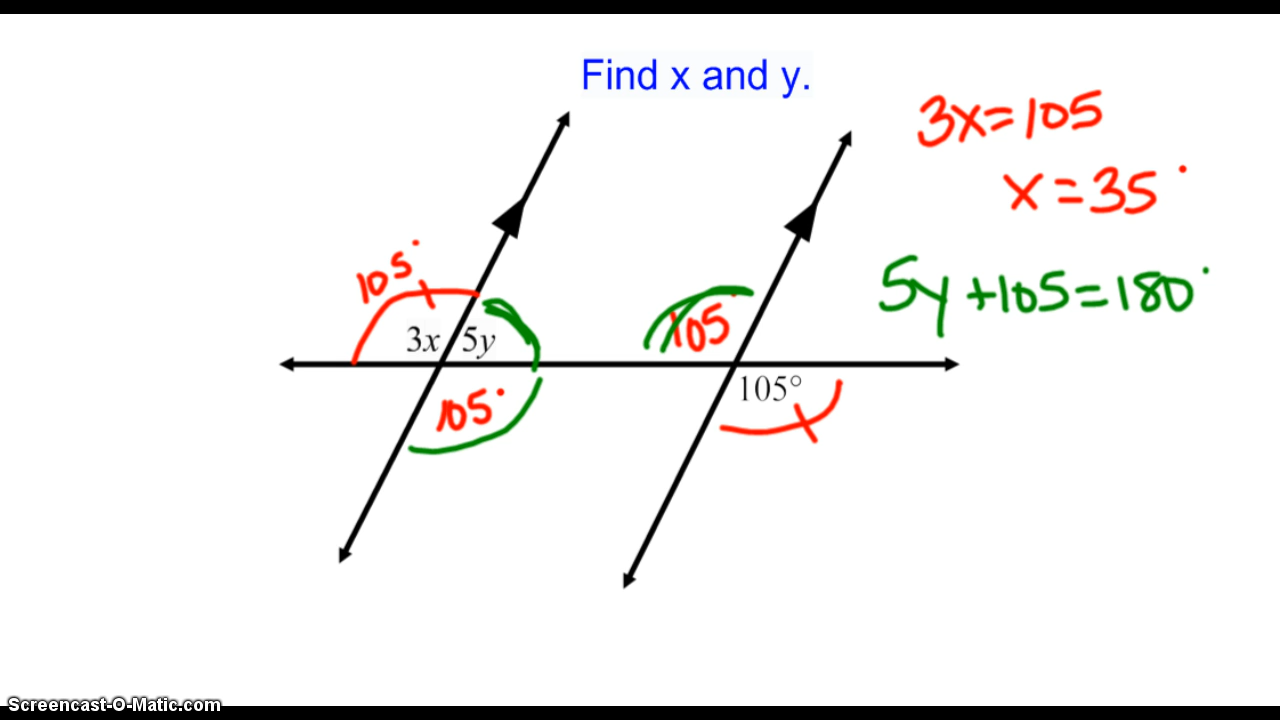 Find x and y.
3x=105
x=35°
5y+105=180°
105°
3x 5y
105
105°
105°
Screencast-O-Matic.com